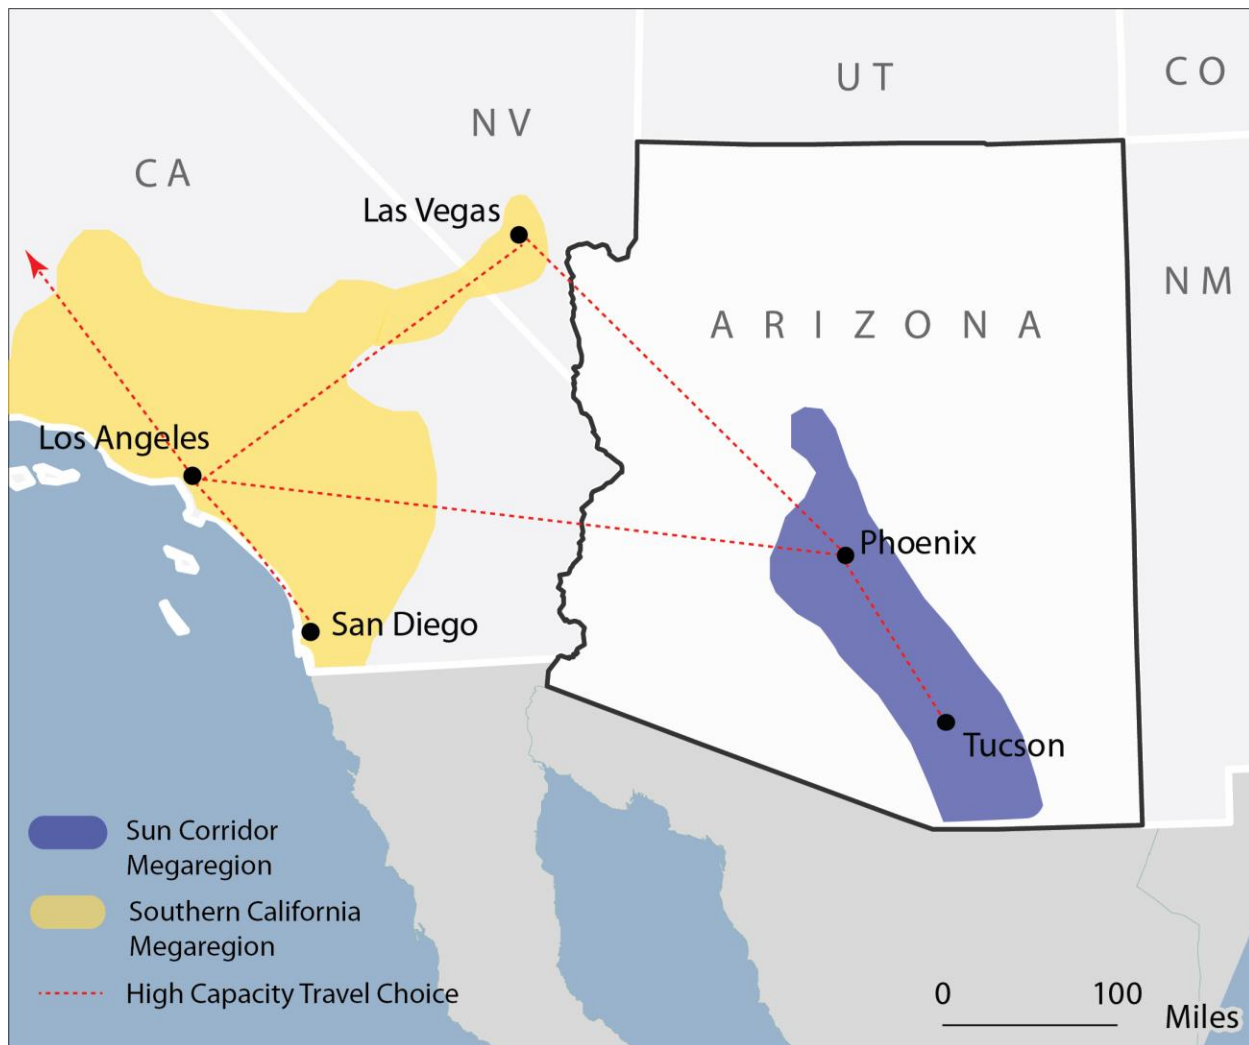 UT
CO
NV
CA
Las Vegas
NM
ARIZONA
Los Angeles
Phoenix
San Diego
Tucson
Sun Corridor
Megaregion
Southern California
Megaregion
High Capacity Travel Choice
0 100
Miles